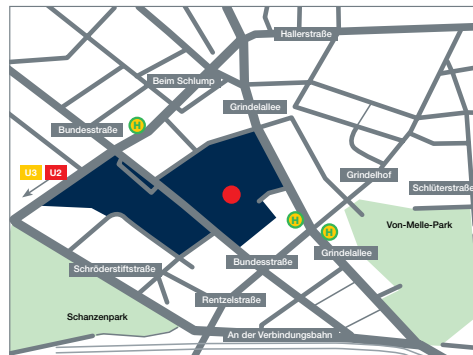 Hallerstraße
Beim Schlump
Grindelallee
H
Bundesstraße
U3 U2
Grindelhof
Schlüterstraße
H
H
Von-Melle-Park
Grindelallee
Bundesstraße
Schröderstiftstraße
Rentzelstraße
Schanzenpark
An der Verbindungsbahn